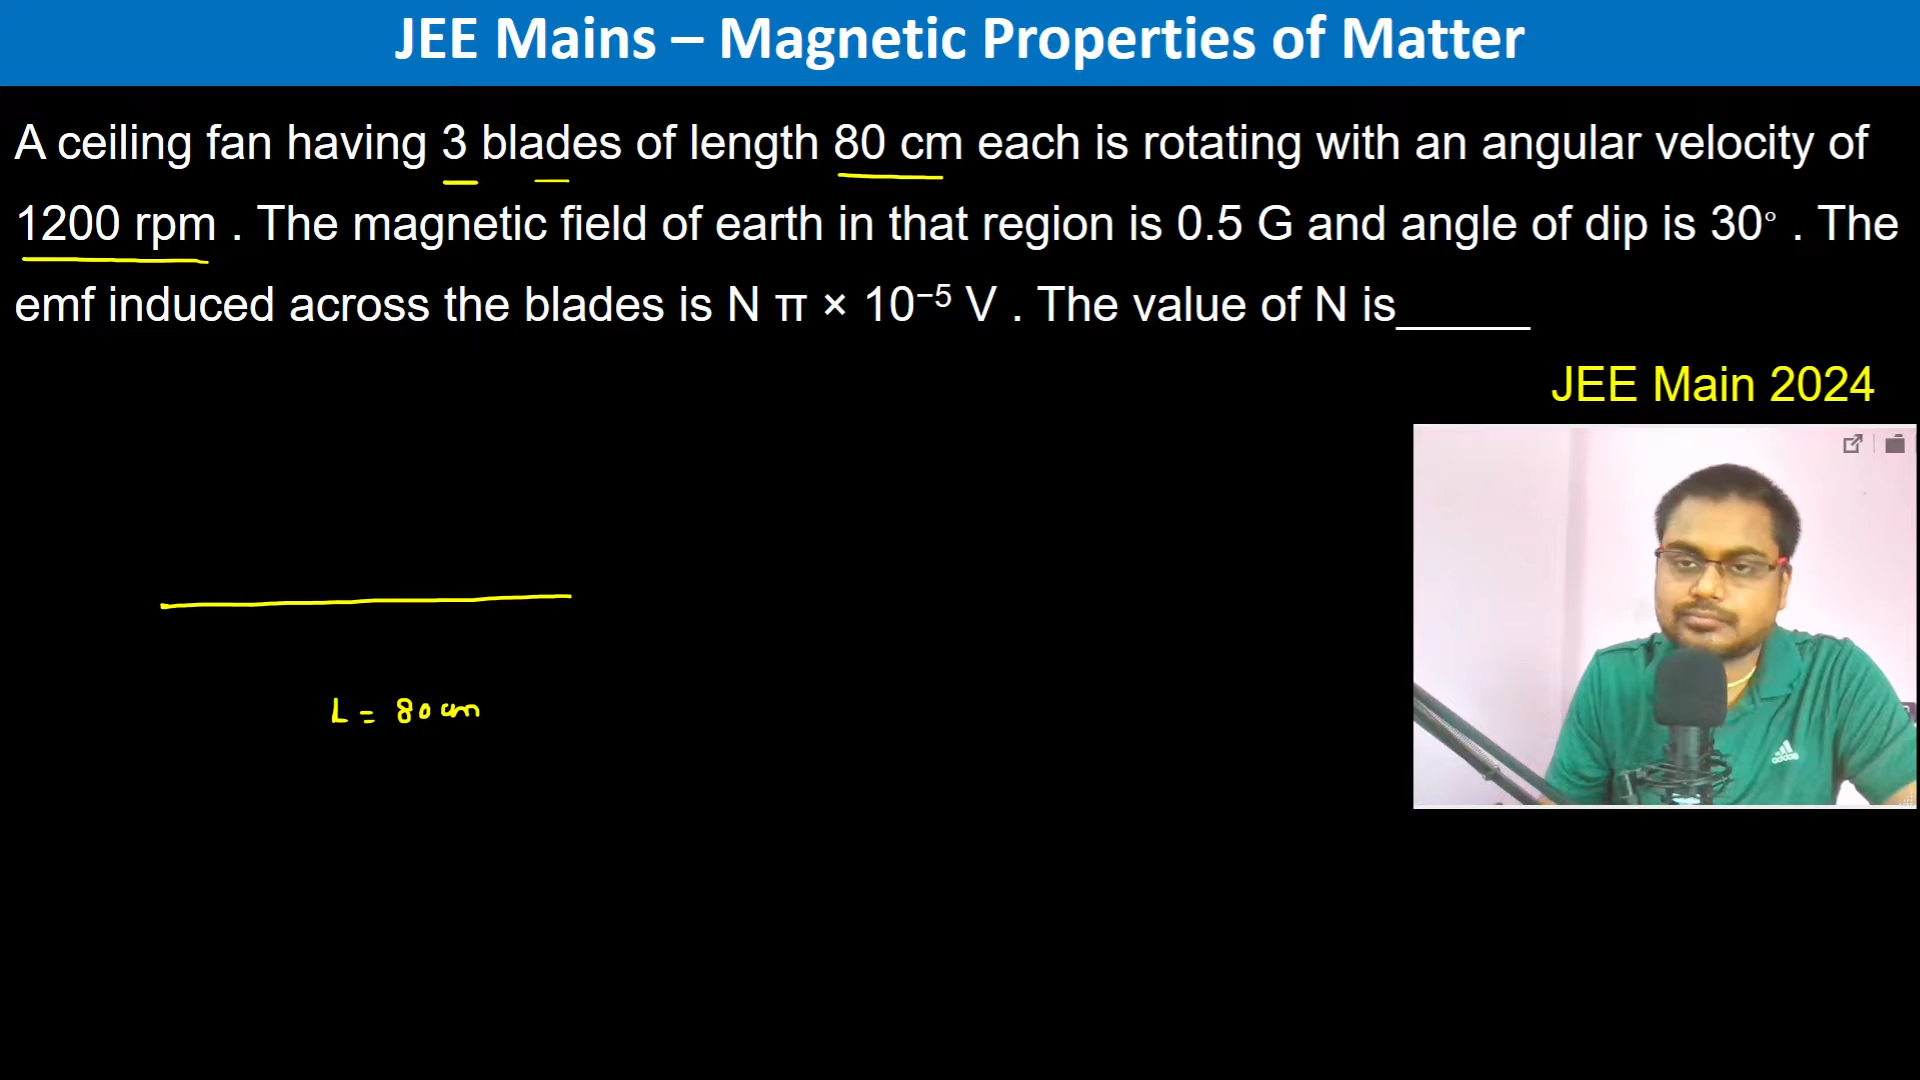 JEE Mains – Magnetic Properties of Matter
A ceiling fan having 3 blades of length 80 cm each is rotating with an angular velocity of
1200 rpm . The magnetic field of earth in that region is 0.5 G and angle of dip is 30° . The
emf induced across the blades is N π × 10⁻⁵ V . The value of N is_____
JEE Main 2024
L = 80 cm
adidas